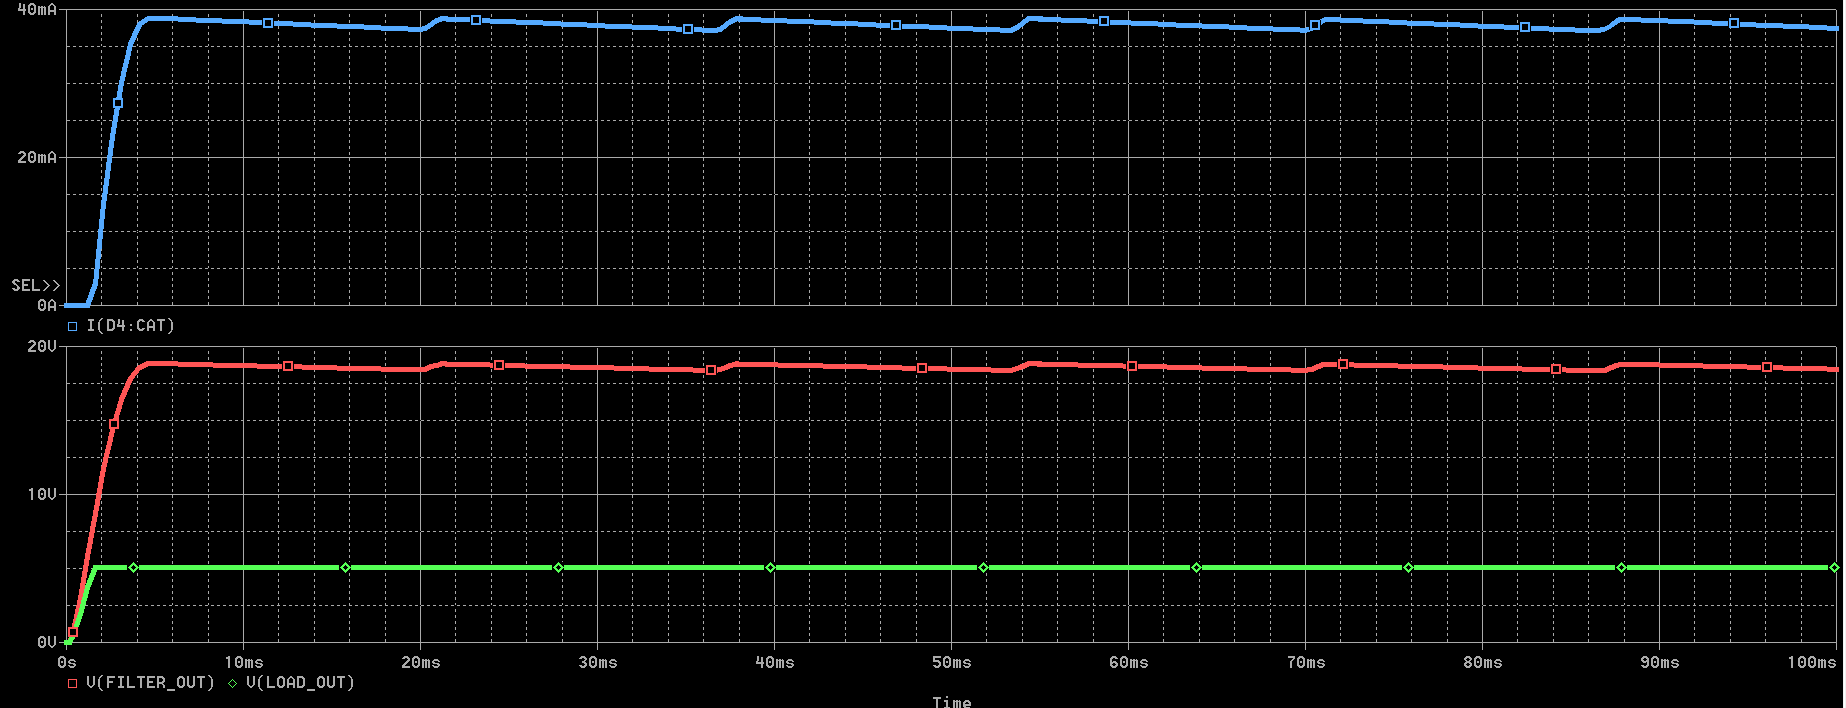 40mA
20mA
SEL>>
0A
I(D4:CAT)
20V
10V
0V
0s 10ms 20ms 30ms 40ms 50ms 60ms 70ms 80ms 90ms 100ms
V(FILTER_OUT) V(LOAD_OUT)
Time